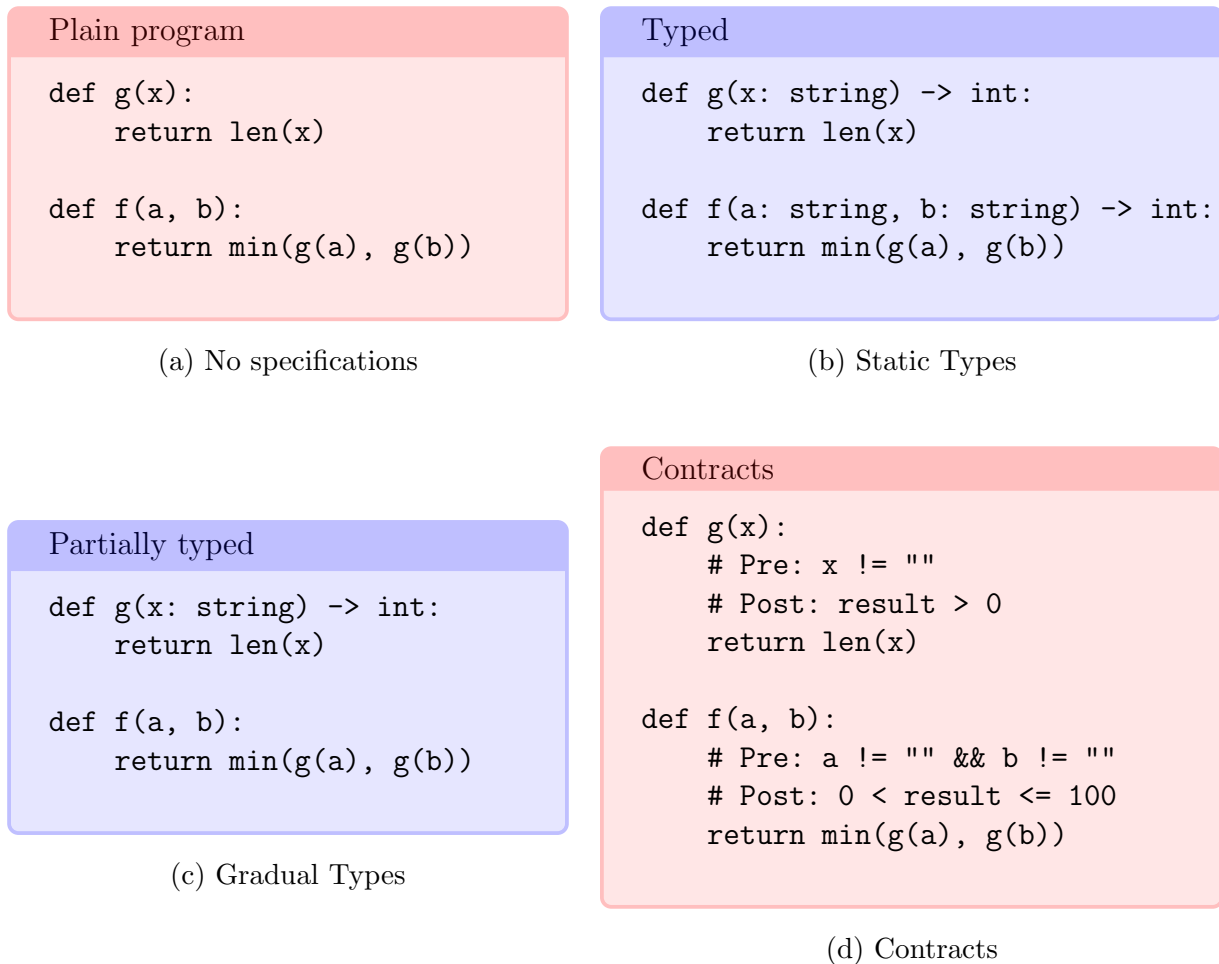 Plain program
def g(x):
    return len(x)
def f(a, b):
    return min(g(a), g(b))
(a) No specifications
Typed
def g(x: string) -> int:
    return len(x)
def f(a: string, b: string) -> int:
    return min(g(a), g(b))
(b) Static Types
Partially typed
def g(x: string) -> int:
    return len(x)
def f(a, b):
    return min(g(a), g(b))
(c) Gradual Types
Contracts
def g(x):
    # Pre: x != ""
    # Post: result > 0
    return len(x)
def f(a, b):
    # Pre: a != "" && b != ""
    # Post: 0 < result <= 100
    return min(g(a), g(b))
(d) Contracts